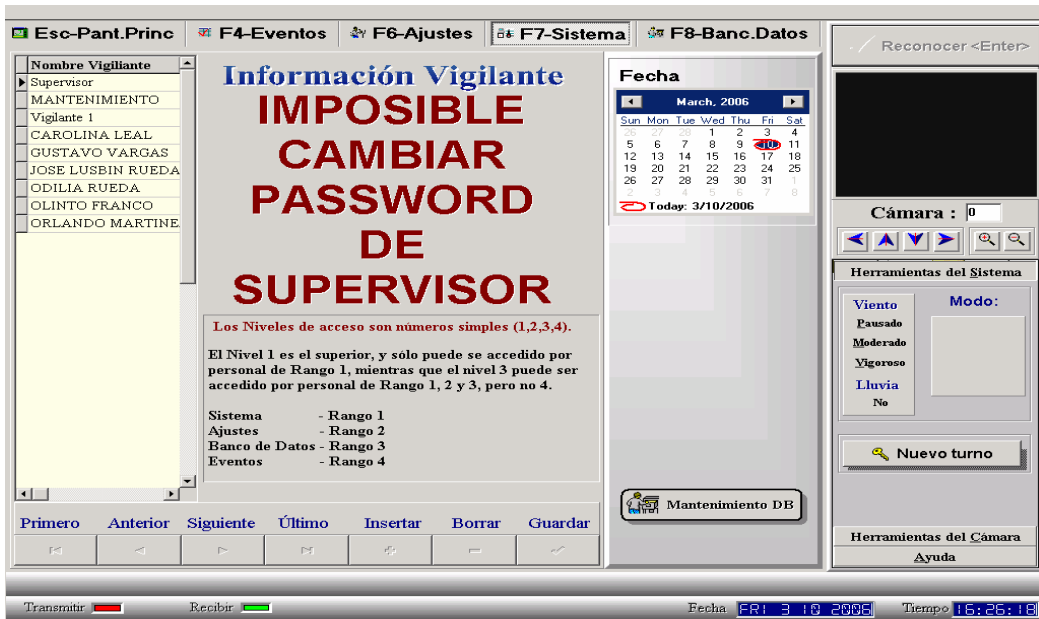 Esc-Pant.Princ F4-Eventos F6-Ajustes F7-Sistema F8-Banc.Datos
Reconocer <Enter>
Nombre Vigiliante
Supervisor
MANTENIMIENTO
Vigilante 1
CAROLINA LEAL
GUSTAVO VARGAS
JOSE LUSBIN RUEDA
ODILIA RUEDA
OLINTO FRANCO
ORLANDO MARTINE
Información Vigilante
IMPOSIBLE
CAMBIAR
PASSWORD
DE
SUPERVISOR
Los Niveles de acceso son números simples (1,2,3,4).
El Nivel 1 es el superior, y sólo puede se accedido por
personal de Rango 1, mientras que el nivel 3 puede ser
accedido por personal de Rango 1, 2 y 3, pero no 4.
Sistema - Rango 1
Ajustes - Rango 2
Banco de Datos - Rango 3
Eventos - Rango 4
Primero Anterior Siguiente Último Insertar Borrar Guardar
Fecha
March, 2006
Sun Mon Tue Wed Thu Fri Sat
26 27 28 1 2 3 4
5 6 7 8 9 10 11
12 13 14 15 16 17 18
19 20 21 22 23 24 25
26 27 28 29 30 31 1
2 3 4 5 6 7 8
Today: 3/10/2006
Mantenimiento DB
Cámara : 0
Herramientas del Sistema
Viento
Pausado
Moderado
Vigoroso
Lluvia
No
Modo:
Nuevo turno
Herramientas del Cámara
Ayuda
Transmitir Recibir Fecha FRI 3 10 2006 Tiempo 16:26:18